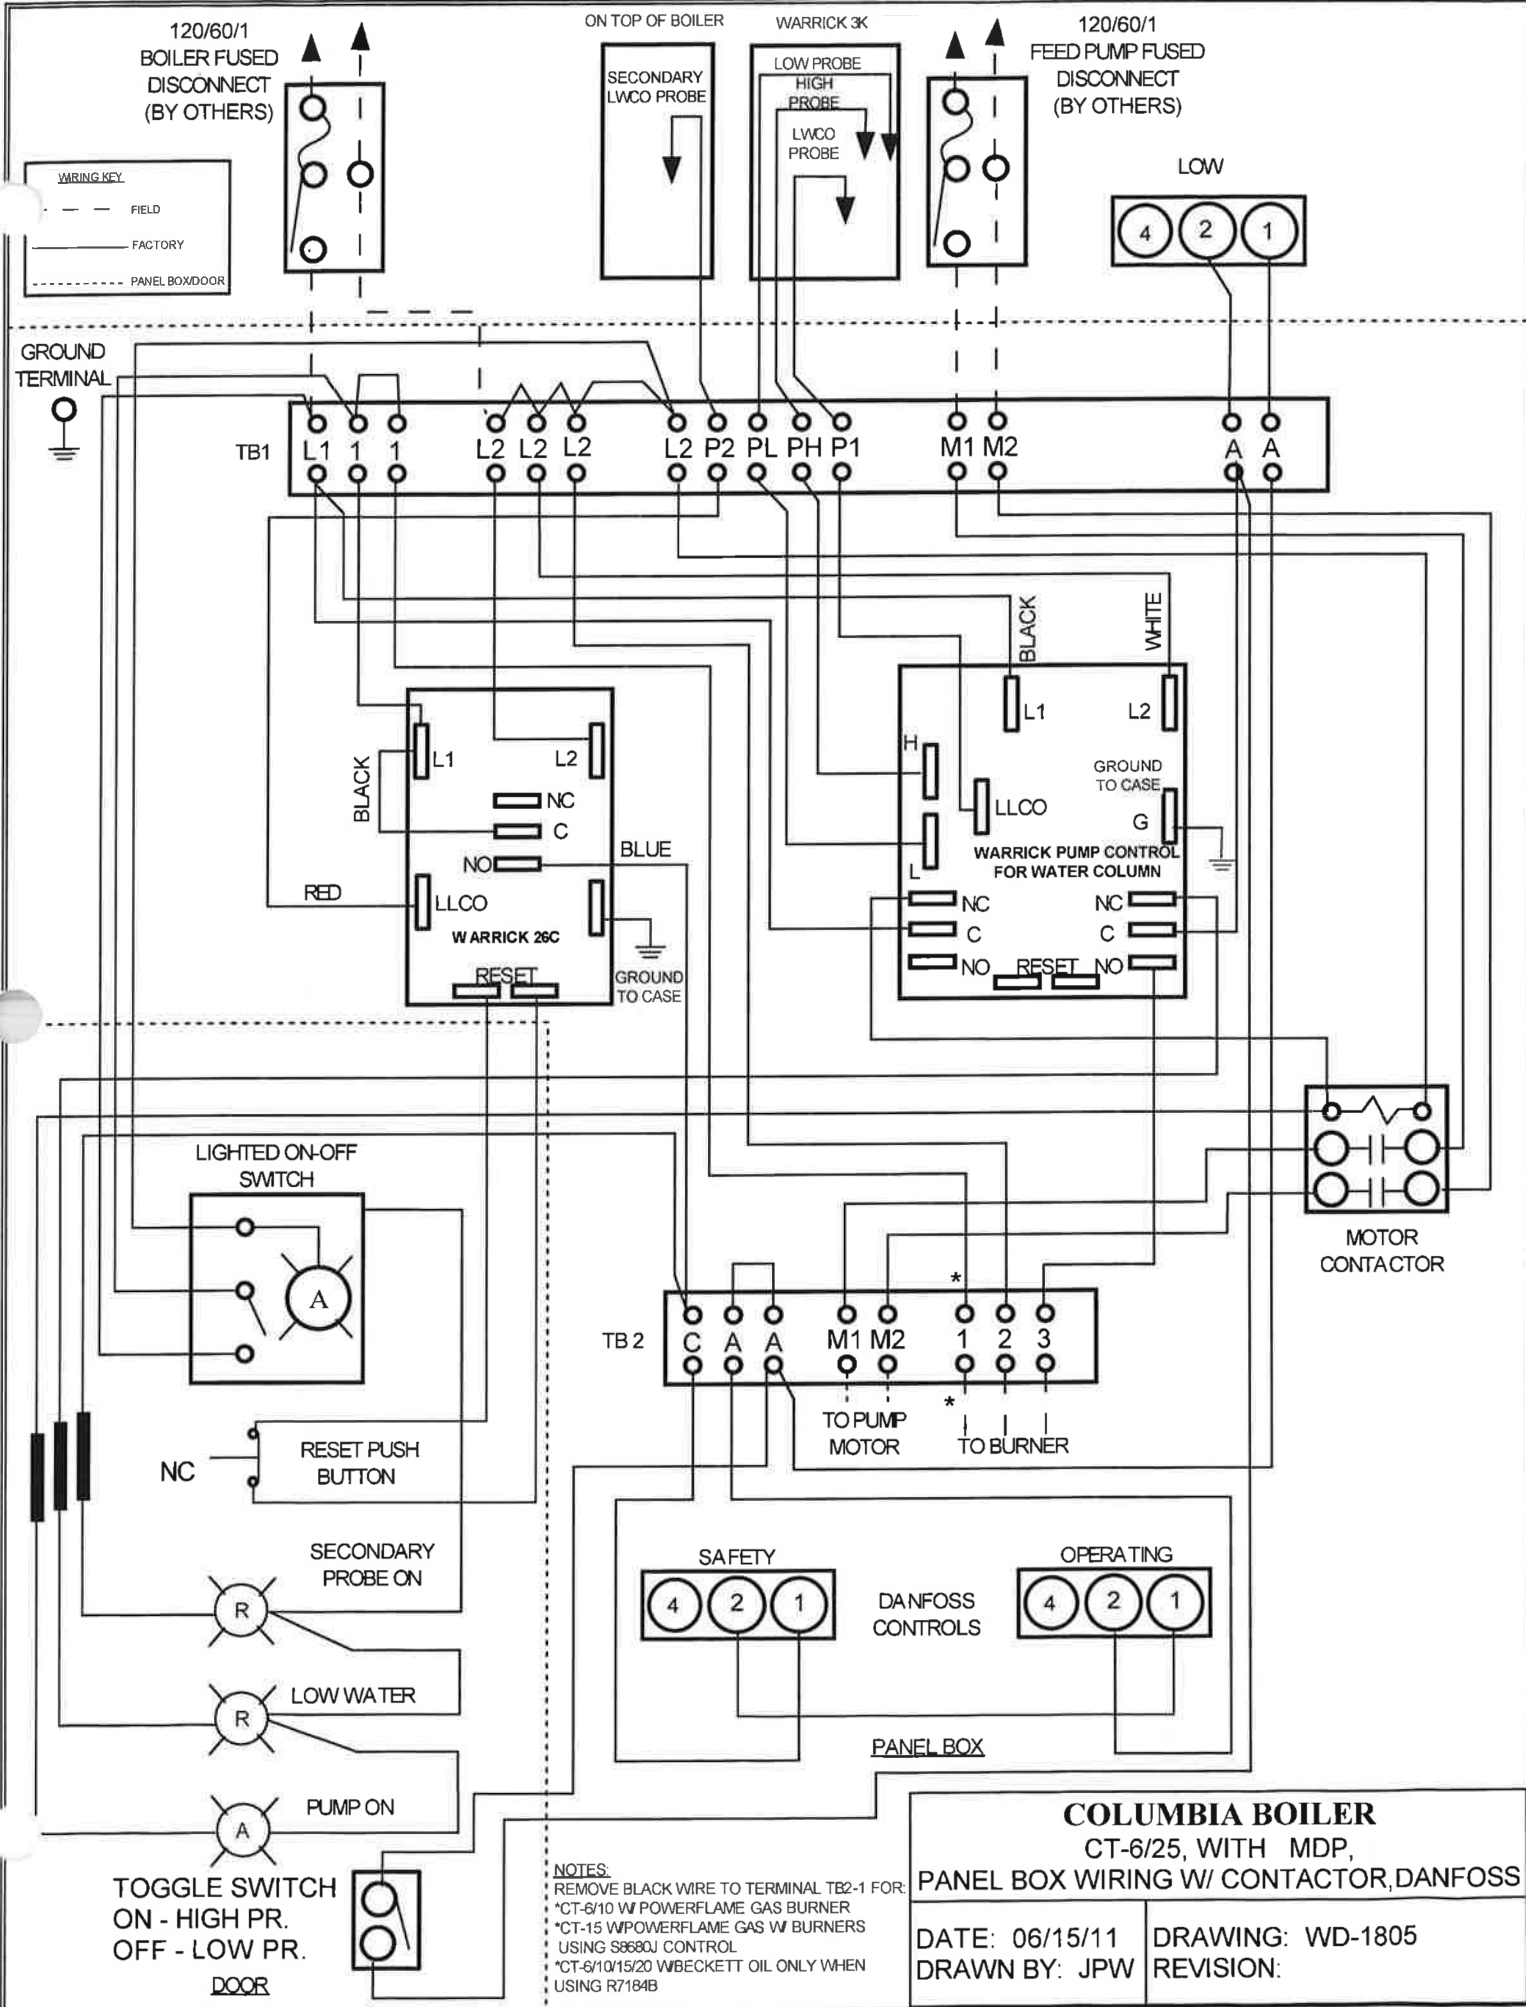 120/60/1
BOILER FUSED
DISCONNECT
(BY OTHERS)
ON TOP OF BOILER
SECONDARY
LWCO PROBE
WARRICK 3K
LOW PROBE
HIGH
PROBE
LWCO
PROBE
120/60/1
FEED PUMP FUSED
DISCONNECT
(BY OTHERS)
LOW
4 2 1
WIRING KEY
FIELD
FACTORY
PANEL BOX/DOOR
GROUND
TERMINAL
TB1
L1 1 1 L2 L2 L2 L2 P2 PL PH P1 M1 M2 A A
BLACK
WHITE
L1
L2
H
GROUND
TO CASE
LLCO
G
WARRICK PUMP CONTROL
FOR WATER COLUMN
L
NC NC
C C
NO RESET NO
BLACK
L1
L2
NC
C
NO
BLUE
RED
LLCO
WARRICK 26C
RESET
GROUND
TO CASE
LIGHTED ON-OFF
SWITCH
A
MOTOR
CONTACTOR
*
TB 2
C A A M1 M2 1 2 3
*
TO PUMP
MOTOR
TO BURNER
NC
RESET PUSH
BUTTON
SECONDARY
PROBE ON
R
SAFETY
4 2 1
DANFOSS
CONTROLS
OPERATING
4 2 1
LOW WATER
R
PANEL BOX
PUMP ON
A
TOGGLE SWITCH
ON - HIGH PR.
OFF - LOW PR.
DOOR
NOTES:
REMOVE BLACK WIRE TO TERMINAL TB2-1 FOR:
*CT-6/10 W/ POWERFLAME GAS BURNER
*CT-15 W/POWERFLAME GAS W/ BURNERS
USING S8680J CONTROL
*CT-6/10/15/20 W/BECKETT OIL ONLY WHEN
USING R7184B
COLUMBIA BOILER
CT-6/25, WITH MDP,
PANEL BOX WIRING W/ CONTACTOR,DANFOSS
DATE: 06/15/11
DRAWN BY: JPW
DRAWING: WD-1805
REVISION: